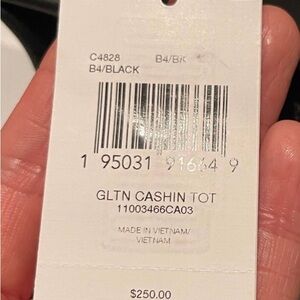 C4828 B4/BK
B4/BLACK
1 95031 91664 9
GLTN CASHIN TOT
11003466CA03
MADE IN VIETNAM/
VIETNAM
$250.00